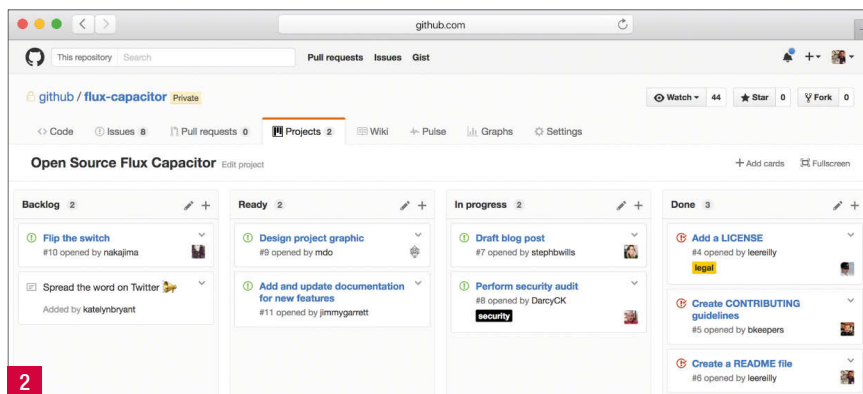 github.com
This repository Search Pull requests Issues Gist
github / flux-capacitor Private Watch 44 Star 0 Fork 0
Code Issues 8 Pull requests 0 Projects 2 Wiki Pulse Graphs Settings
Open Source Flux Capacitor Edit project + Add cards Fullscreen
Backlog 2
Flip the switch
#10 opened by nakajima
Spread the word on Twitter
Added by katelynbryant
Ready 2
Design project graphic
#9 opened by mdo
Add and update documentation
for new features
#11 opened by jimmygarrett
In progress 2
Draft blog post
#7 opened by stephbwills
Perform security audit
#8 opened by DarcyCK
security
Done 3
Add a LICENSE
#4 opened by leereilly
legal
Create CONTRIBUTING
guidelines
#5 opened by bkeepers
Create a README file
#6 opened by leereilly
2